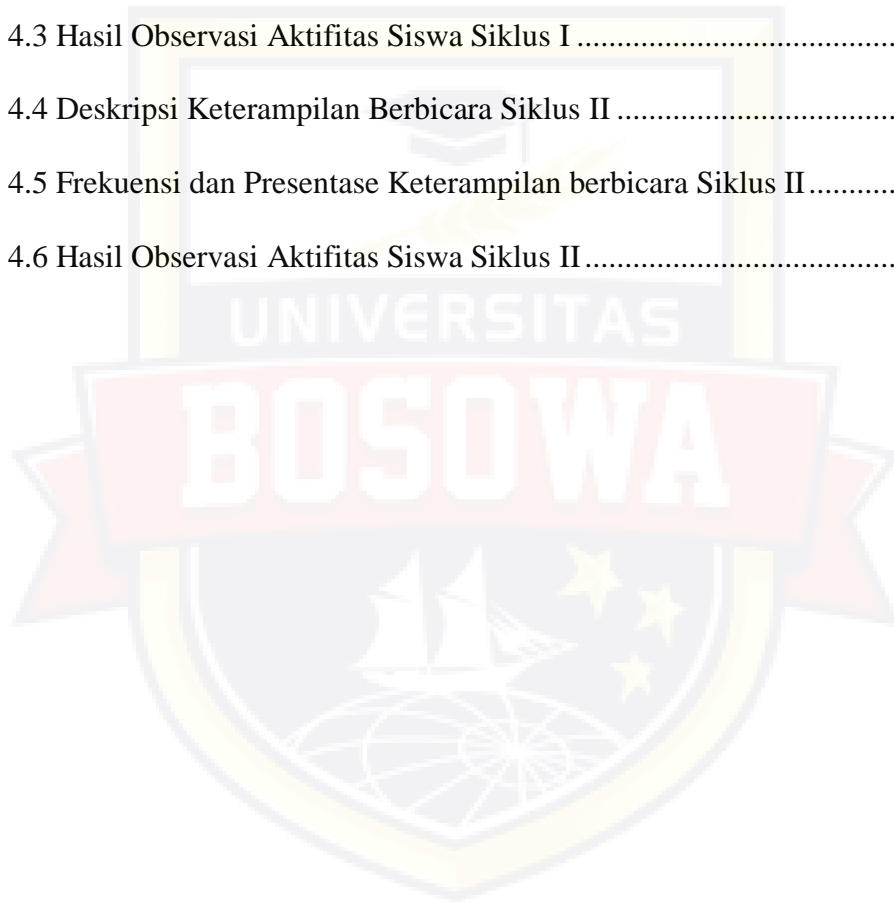 4.3 Hasil Observasi Aktifitas Siswa Siklus I ......................................
4.4 Deskripsi Keterampilan Berbicara Siklus II .................................
4.5 Frekuensi dan Presentase Keterampilan berbicara Siklus II ...........
4.6 Hasil Observasi Aktifitas Siswa Siklus II .....................................
UNIVERSITAS
BOSOWA